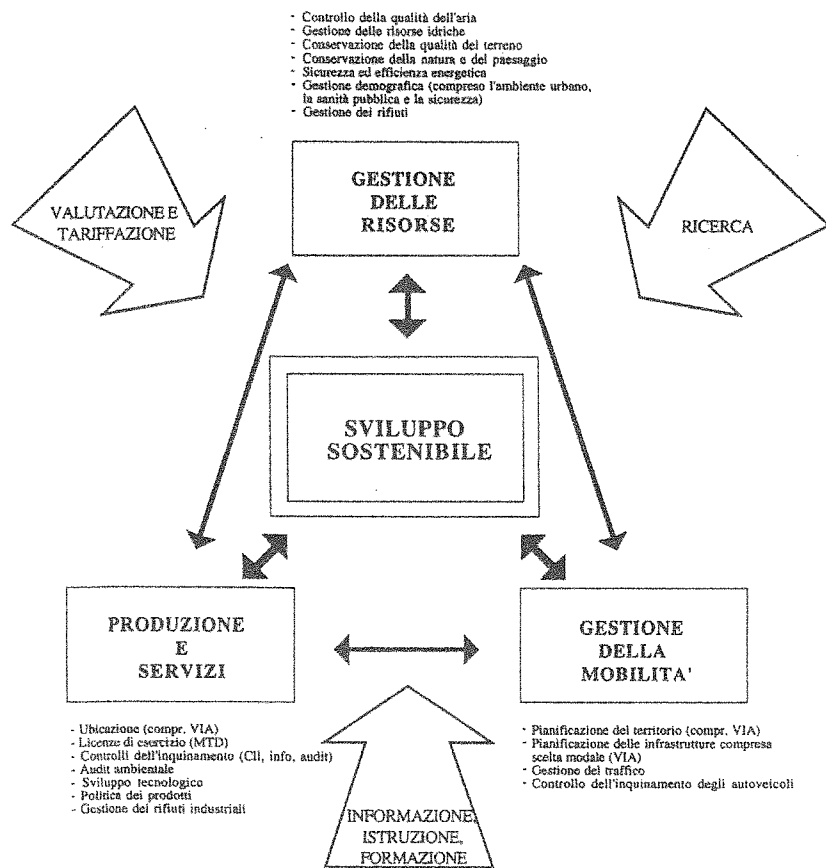 - Controllo della qualità dell'aria
- Gestione delle risorse idriche
- Conservazione della qualità del terreno
- Conservazione della natura e del paesaggio
- Sicurezza ed efficienza energetica
- Gestione demografica (compreso l'ambiente urbano,
la sanità pubblica e la sicurezza)
- Gestione dei rifiuti
GESTIONE
DELLE
RISORSE
VALUTAZIONE E
TARIFFAZIONE
RICERCA
SVILUPPO
SOSTENIBILE
PRODUZIONE
E
SERVIZI
GESTIONE
DELLA
MOBILITA'
- Ubicazione (compr. VIA)
- Licenze di esercizio (MTD)
- Controlli dell'inquinamento (CII, info, audit)
- Audit ambientale
- Sviluppo tecnologico
- Politica dei prodotti
- Gestione dei rifiuti industriali
- Pianificazione del territorio (compr. VIA)
- Pianificazione delle infrastrutture compresa
scelta modale (VIA)
- Gestione del traffico
- Controllo dell'inquinamento degli autoveicoli
INFORMAZIONE,
ISTRUZIONE,
FORMAZIONE